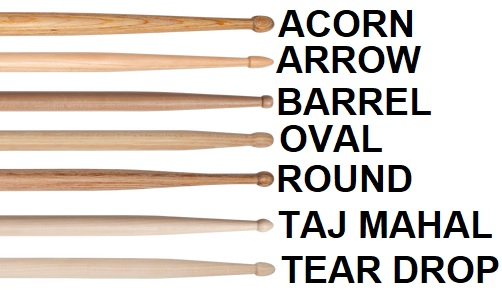 ACORN
ARROW
BARREL
OVAL
ROUND
TAJ MAHAL
TEAR DROP